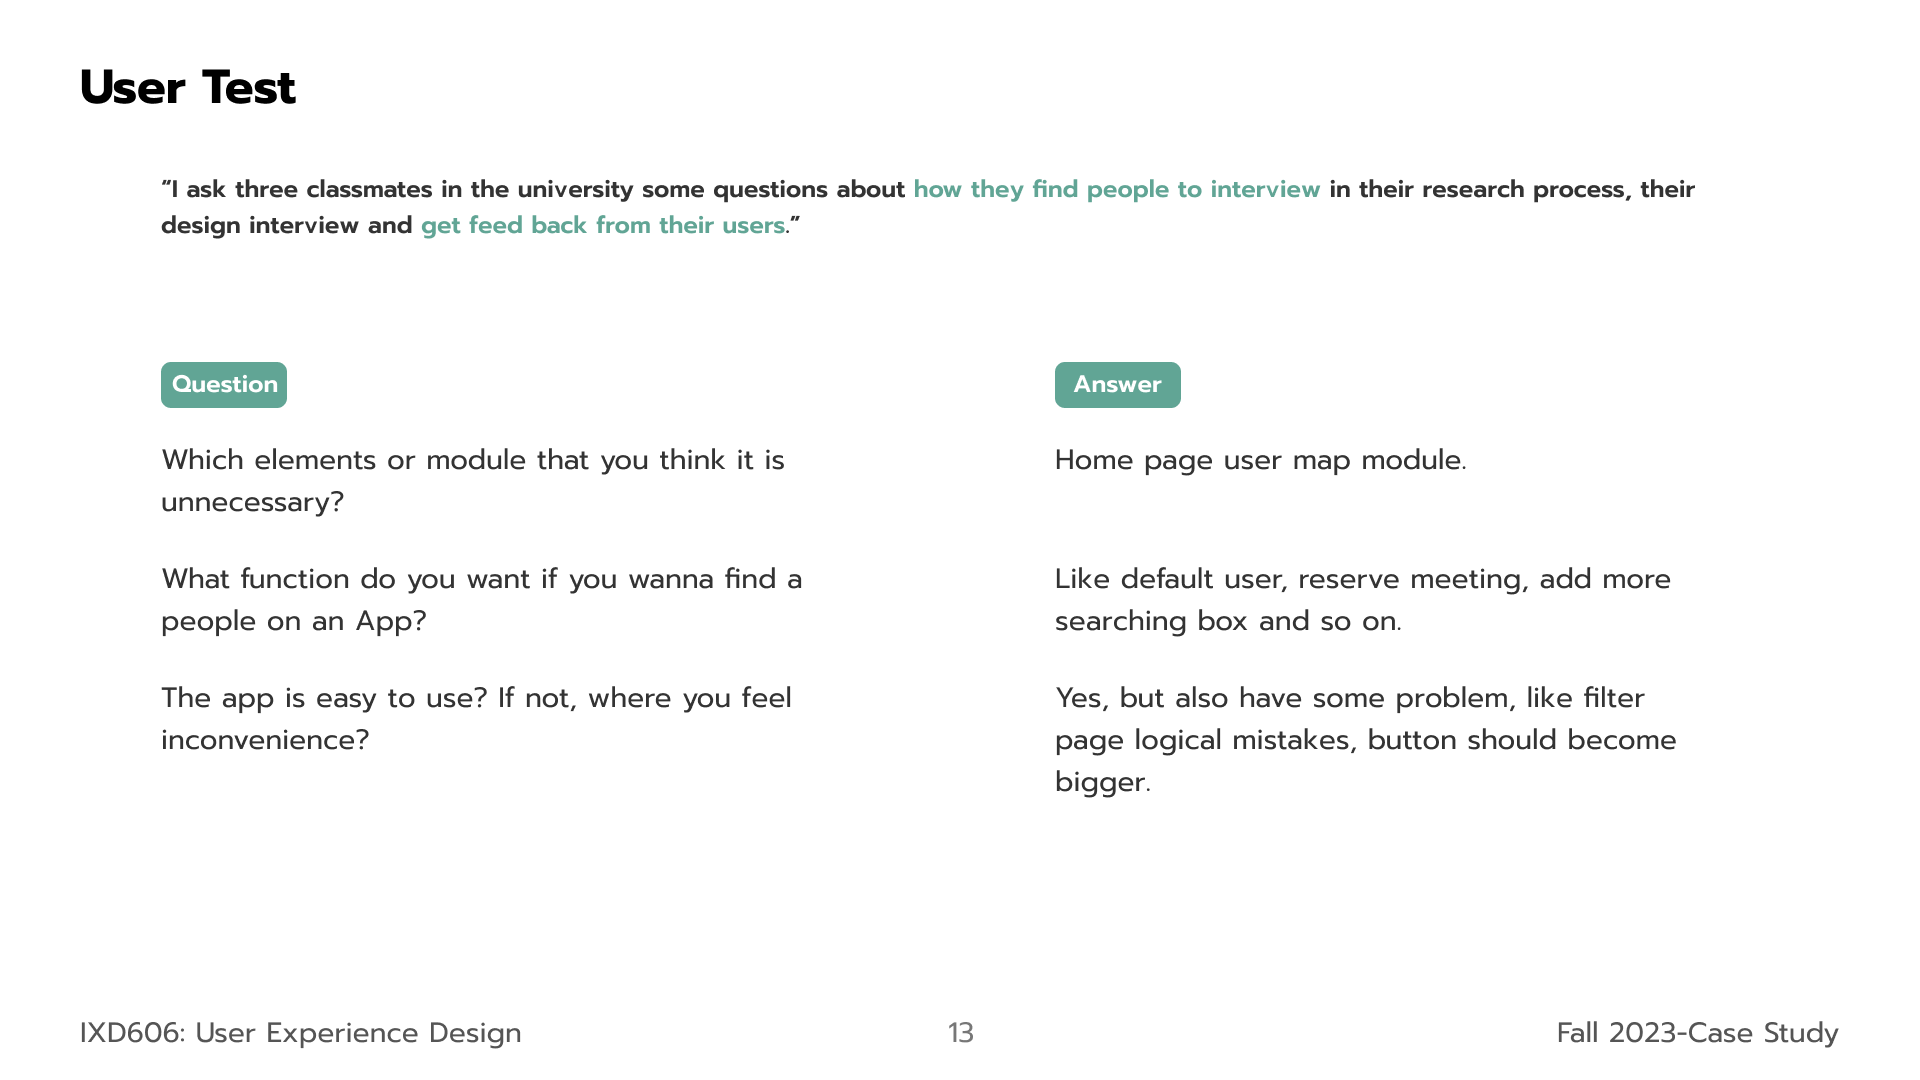 User Test
“I ask three classmates in the university some questions about how they find people to interview in their research process, their
design interview and get feed back from their users.”
Question
Answer
Which elements or module that you think it is
unnecessary?
Home page user map module.
What function do you want if you wanna find a
people on an App?
Like default user, reserve meeting, add more
searching box and so on.
The app is easy to use? If not, where you feel
inconvenience?
Yes, but also have some problem, like filter
page logical mistakes, button should become
bigger.
IXD606: User Experience Design
13
Fall 2023-Case Study